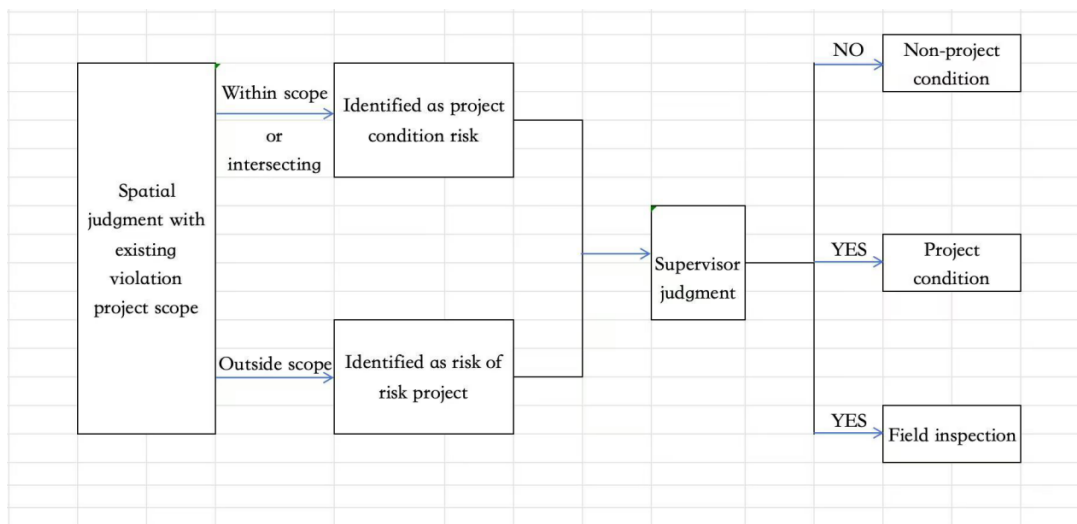 Spatial
judgment with
existing
violation
project scope
Within scope
or
intersecting
Outside scope
Identified as project
condition risk
Identified as risk of
risk project
Supervisor
judgment
NO
Non-project
condition
YES
Project
condition
YES
Field inspection